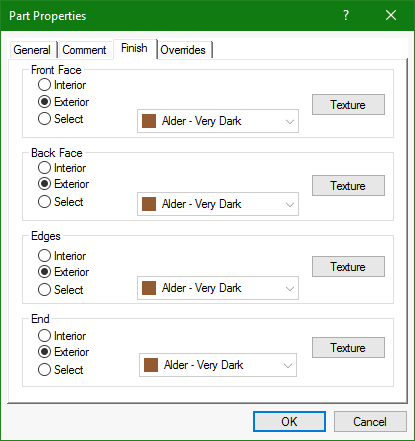 Part Properties ? ×
General Comment Finish Overrides
Front Face
Interior
Exterior
Select
Alder - Very Dark
Texture
Back Face
Interior
Exterior
Select
Alder - Very Dark
Texture
Edges
Interior
Exterior
Select
Alder - Very Dark
Texture
End
Interior
Exterior
Select
Alder - Very Dark
Texture
OK Cancel